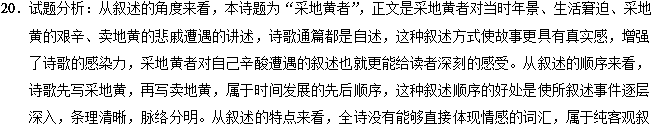 20．试题分析：从叙述的角度来看，本诗题为“采地黄者”，正文是采地黄者对当时年景、生活窘迫、采地
黄的艰辛、卖地黄的悲戚遭遇的讲述，诗歌通篇都是自述，这种叙述方式使故事更具有真实感，增强
了诗歌的感染力，采地黄者对自己辛酸遭遇的叙述也就更能给读者深刻的感受。从叙述的顺序来看，
诗歌先写采地黄，再写卖地黄，属于时间发展的先后顺序，这种叙述顺序的好处是使所叙述事件逐层
深入，条理清晰，脉络分明。从叙述的特点来看，全诗没有能够直接体现情感的词汇，属于纯客观叙